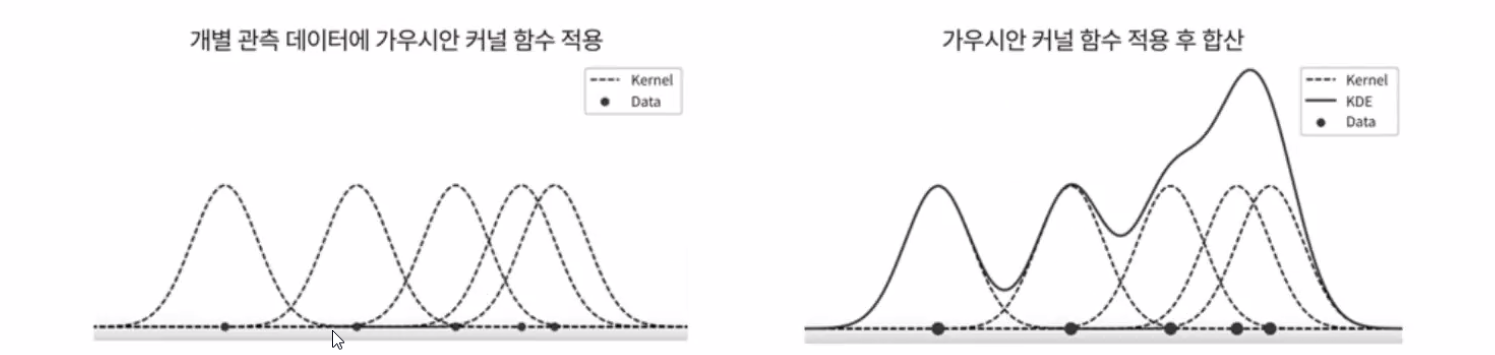 개별 관측 데이터에 가우시안 커널 함수 적용
Kernel
Data
가우시안 커널 함수 적용 후 합산
Kernel
KDE
Data